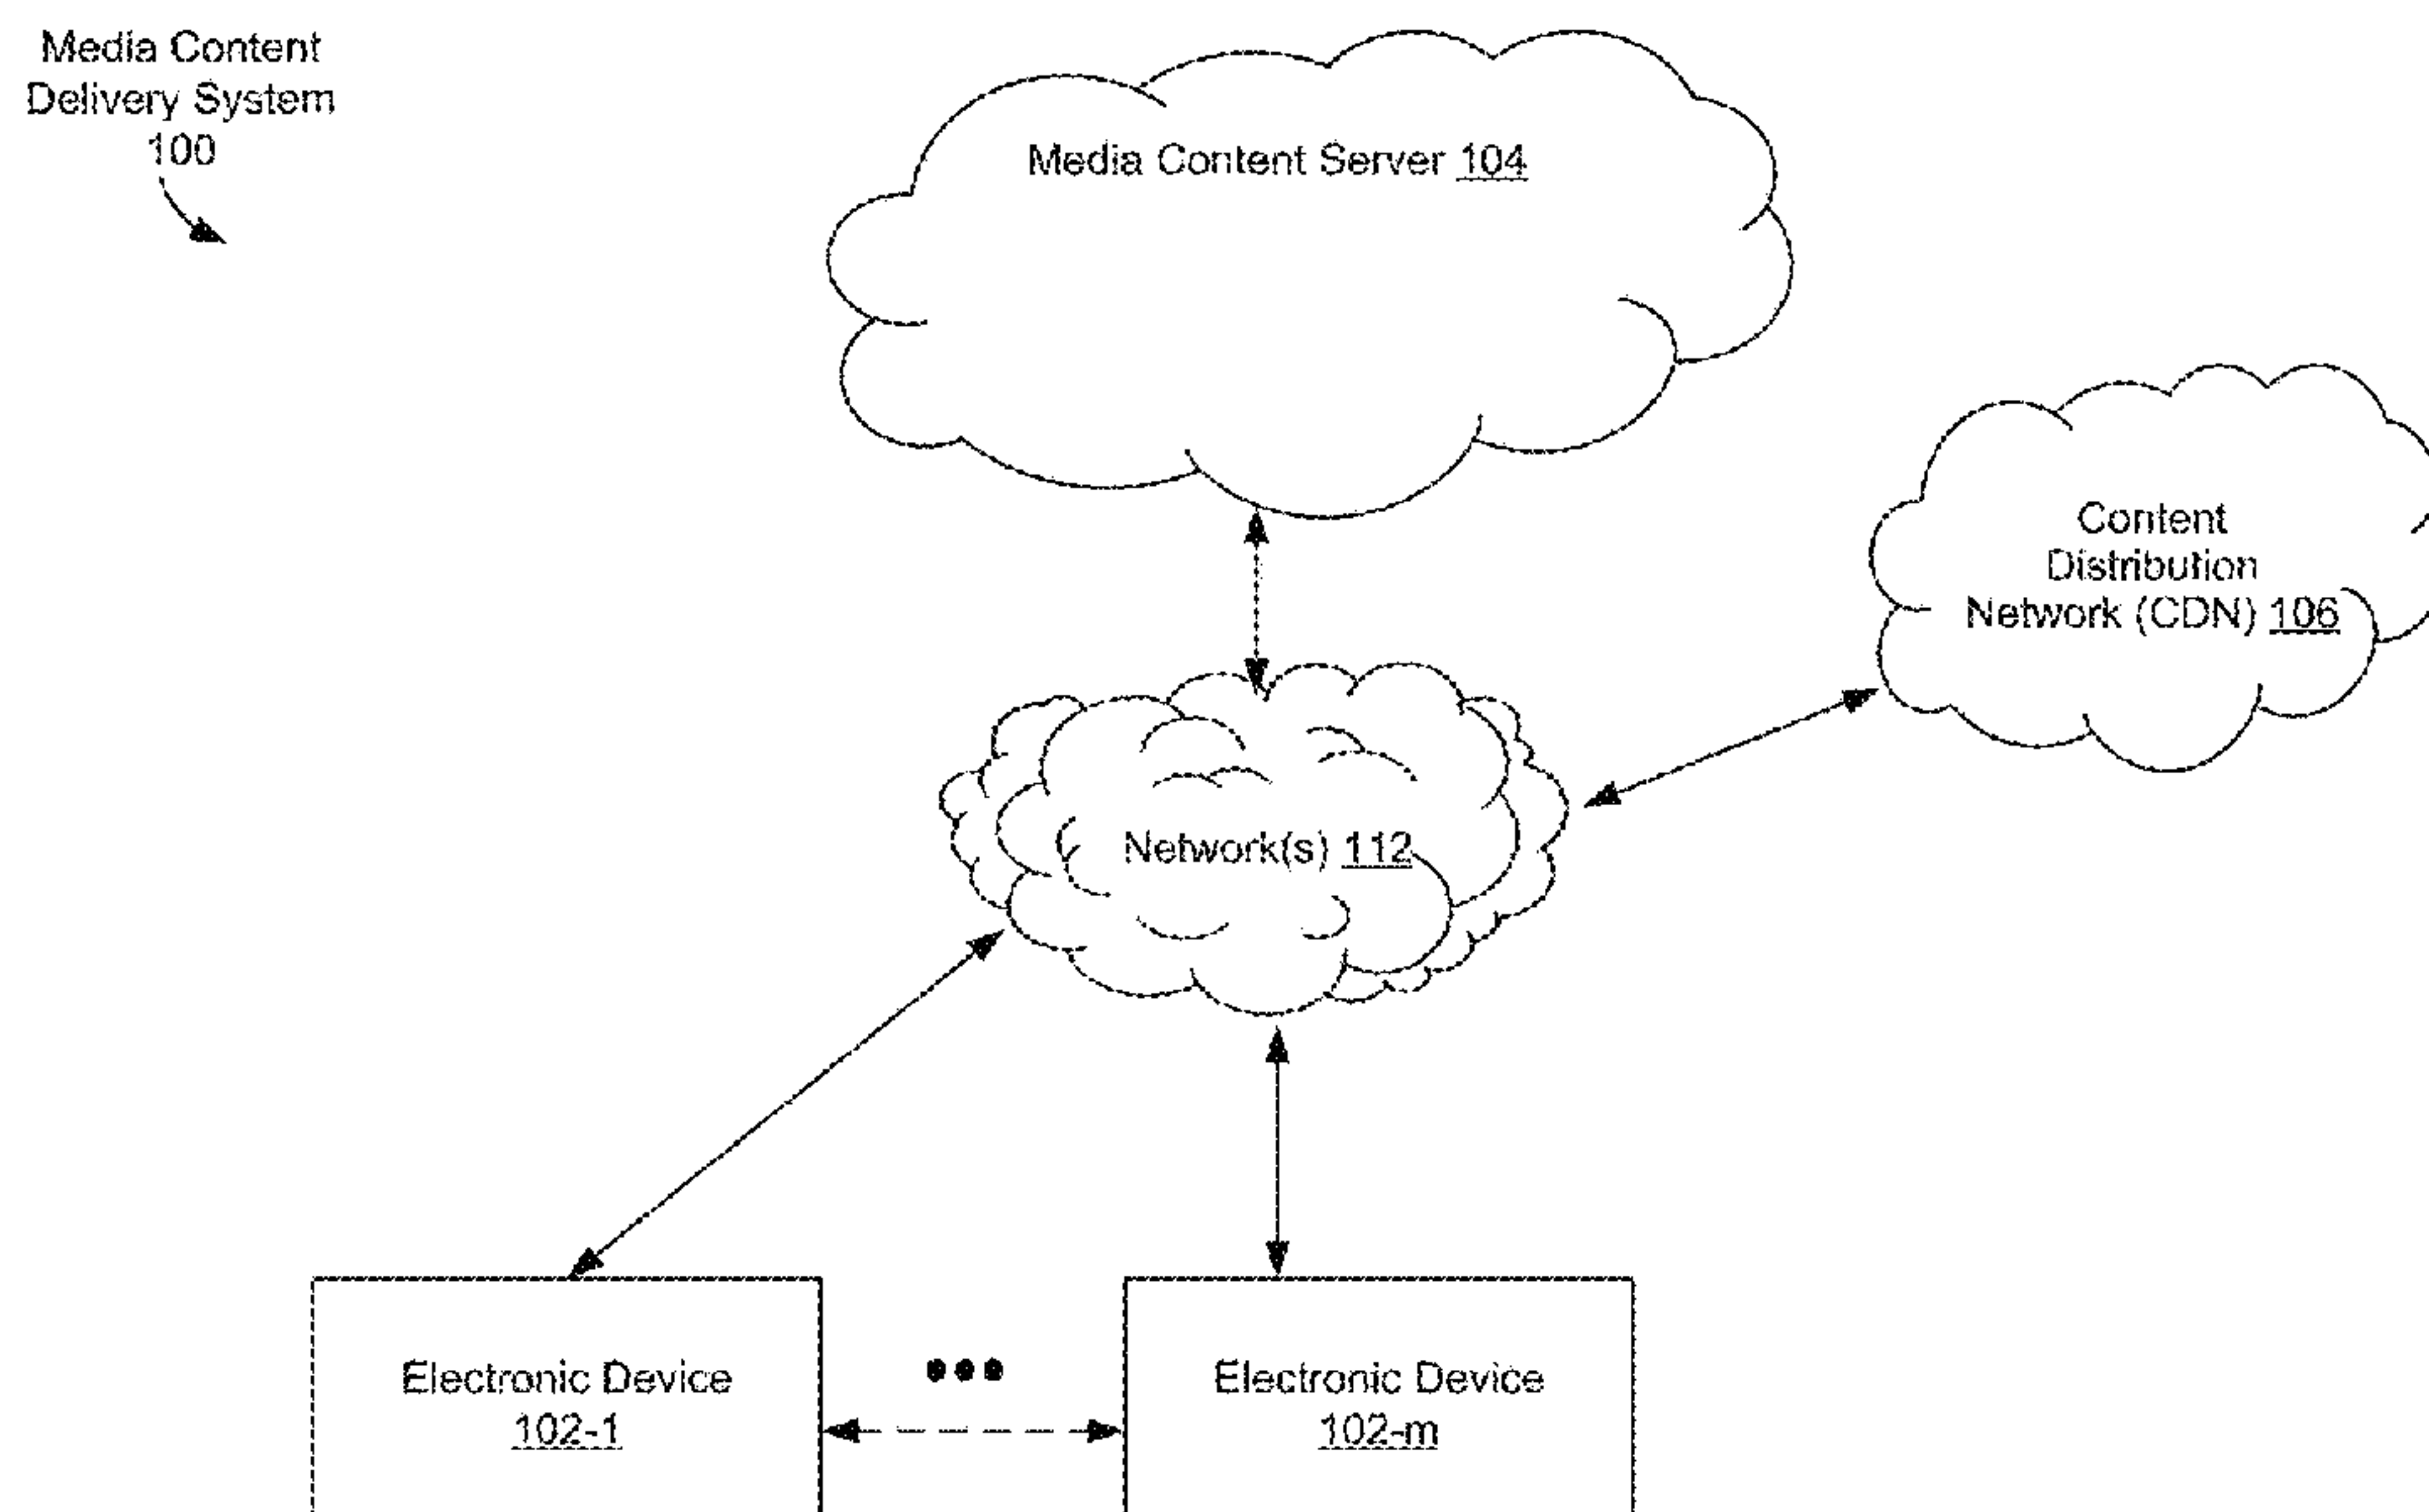 Media Content
Delivery System
100
Media Content Server 104
Content
Distribution
Network (CDN) 106
Network(s) 112
Electronic Device
102-1
Electronic Device
102-m